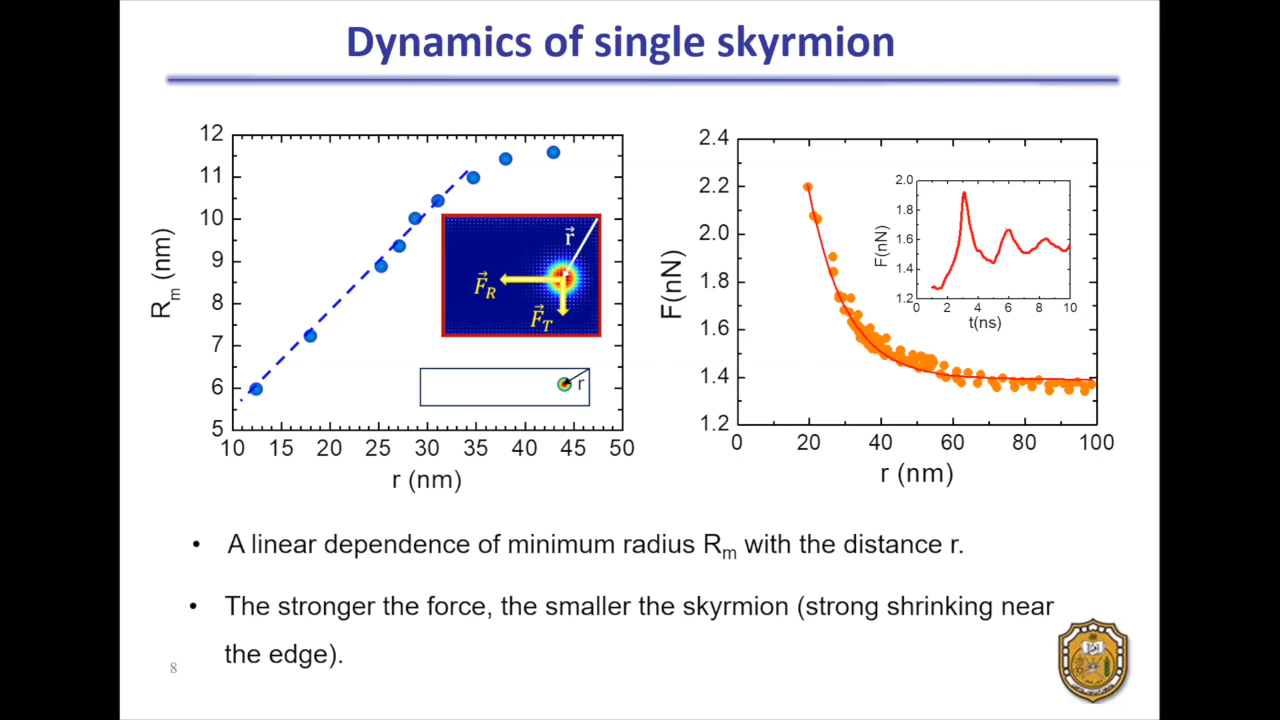 Dynamics of single skyrmion
12
11
10
9
8
7
6
5
10 15 20 25 30 35 40 45 50
R_m (nm)
r (nm)
r⃗
F⃗_R
F⃗_T
r
2.4
2.2
2.0
1.8
1.6
1.4
1.2
0 20 40 60 80 100
F(nN)
r (nm)
2.0
1.8
1.6
1.4
1.2
0 2 4 6 8 10
F(nN)
t(ns)
• A linear dependence of minimum radius R_m with the distance r.
• The stronger the force, the smaller the skyrmion (strong shrinking near
the edge).
8